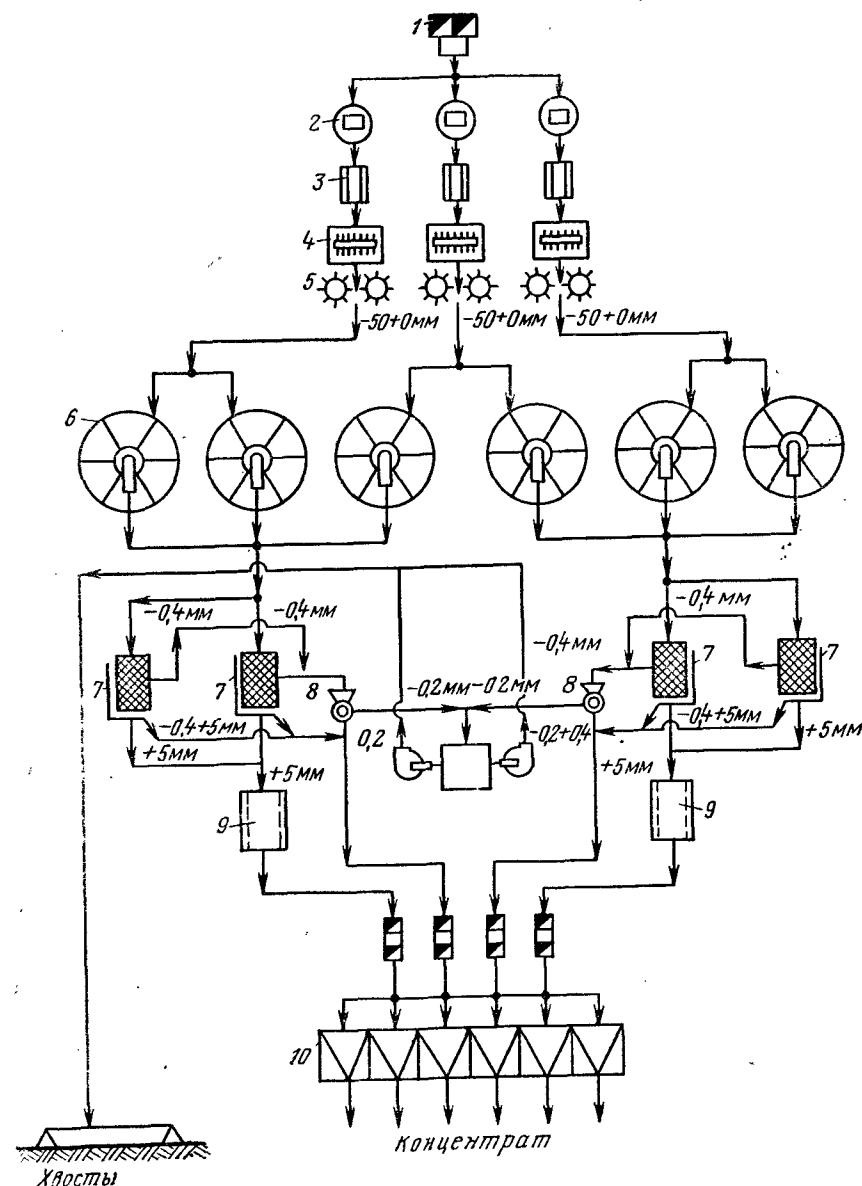 1
2
3
4
5
-50+0мм -50+0мм -50+0мм
6
-0,4мм -0,4мм -0,4мм
-0,4мм
7 7 8 -0,2мм -0,2мм 8 7 7
-0,4+5мм 0,2 -0,2+0,4 -0,4+5мм
+5мм +5мм +5мм
+5мм
9 9
10
Концентрат
Хвосты